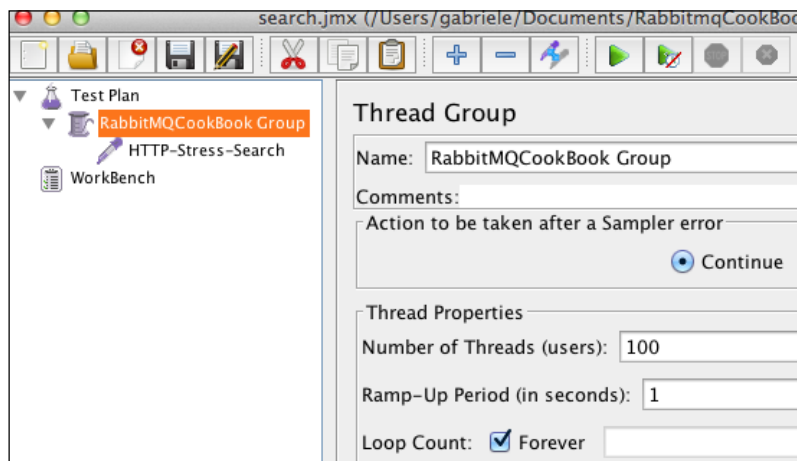 search.jmx (/Users/gabriele/Documents/RabbitmqCookBoo
Test Plan
RabbitMQCookBook Group
HTTP-Stress-Search
WorkBench
Thread Group
Name: RabbitMQCookBook Group
Comments:
Action to be taken after a Sampler error
Continue
Thread Properties
Number of Threads (users): 100
Ramp-Up Period (in seconds): 1
Loop Count: Forever